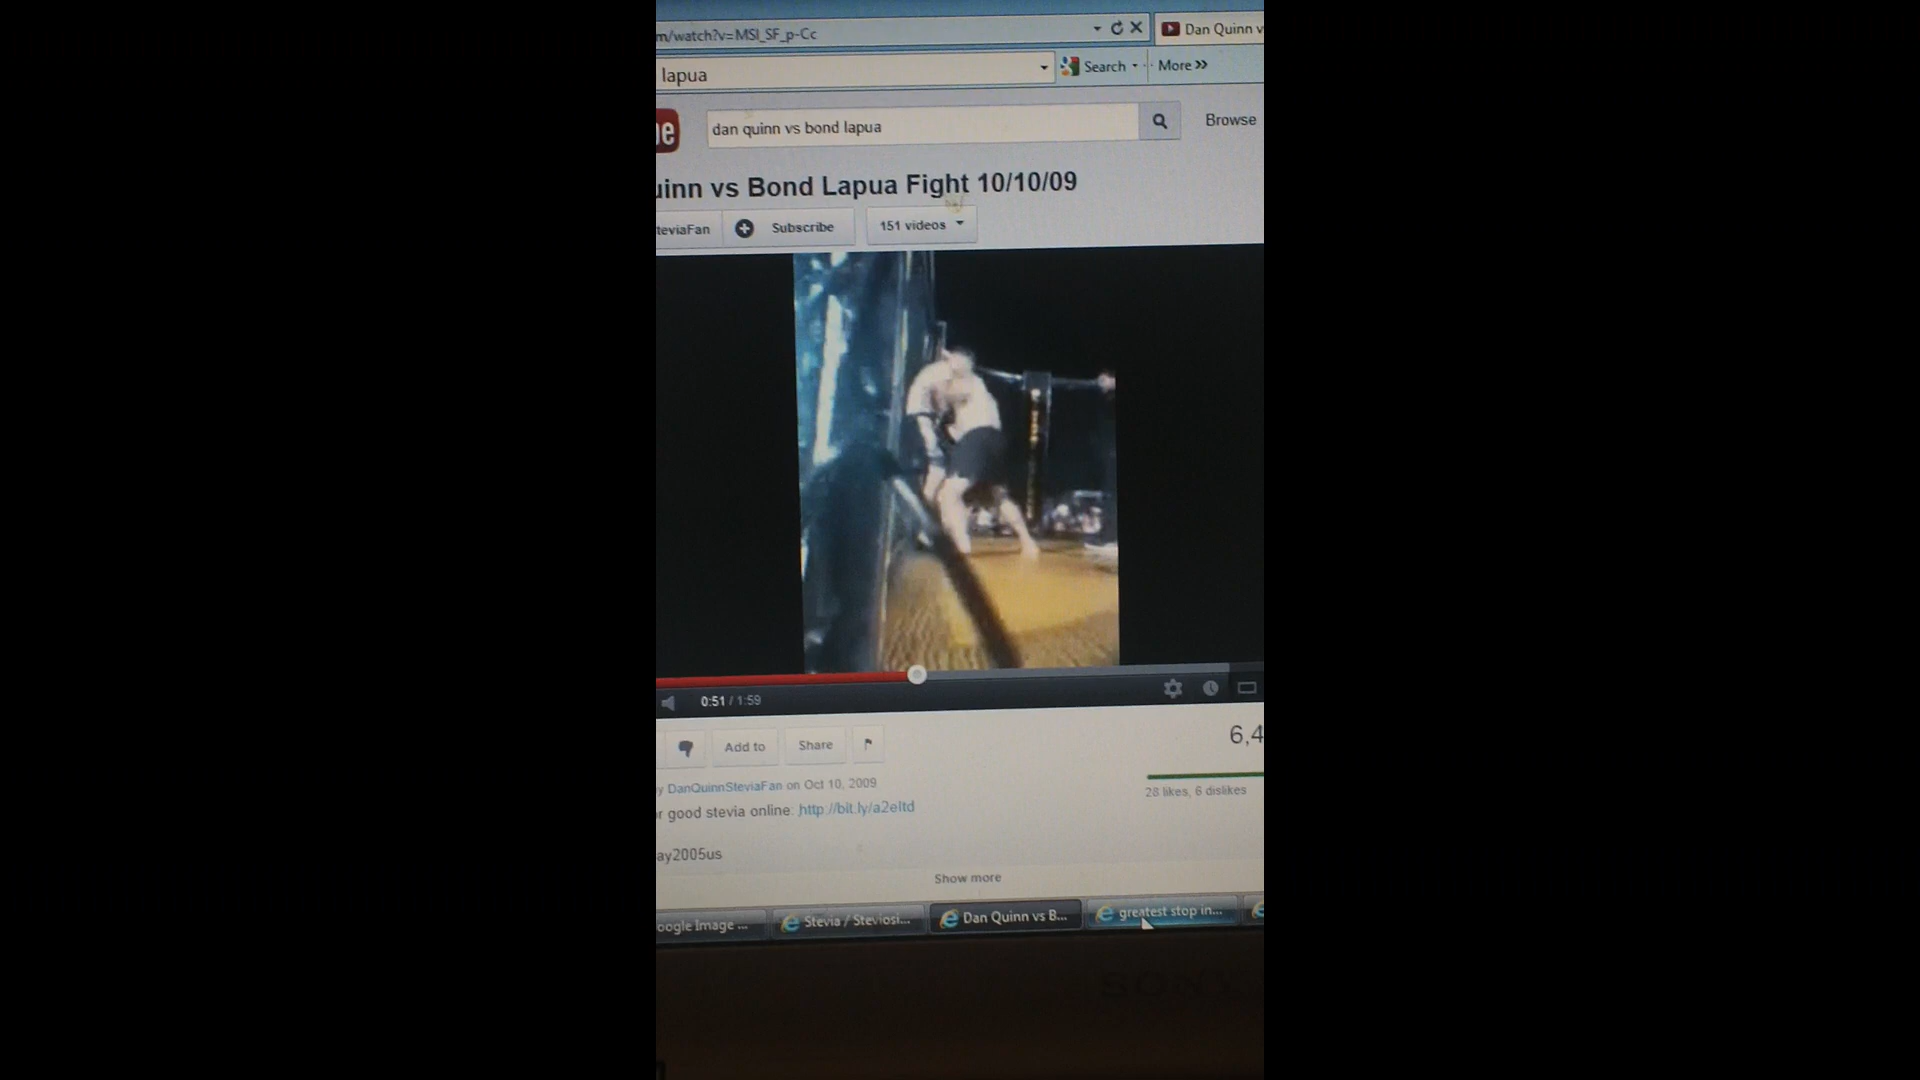 m/watch?v=MSI_SF_p-Cc
Dan Quinn v
lapua
Search
More »
e
dan quinn vs bond lapua
Browse
uinn vs Bond Lapua Fight 10/10/09
teviaFan
Subscribe
151 videos
0:51 / 1:59
Add to
Share
6,4
y DanQuinnSteviaFan on Oct 10, 2009
28 likes, 6 dislikes
r good stevia online: http://bit.ly/a2eItd
ay2005us
Show more
oogle Image ...
Stevia / Steviosi...
Dan Quinn vs B...
greatest stop in...
SONY